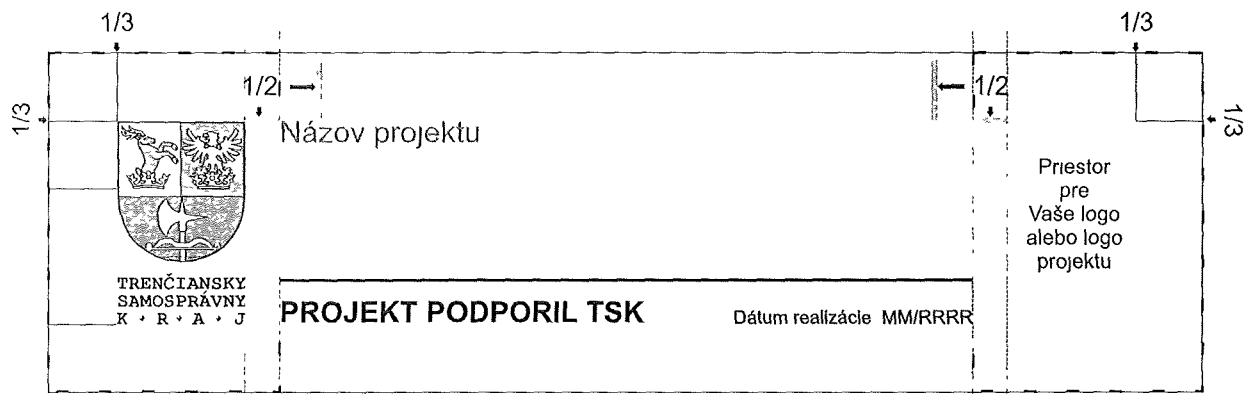 1/3
1/3
1/2
1/2
1/3
1/3
Názov projektu
Priestor
pre
Vaše logo
alebo logo
projektu
TRENČIANSKY
SAMOSPRÁVNY
K • R • A • J
PROJEKT PODPORIL TSK
Dátum realizácie MM/RRRR